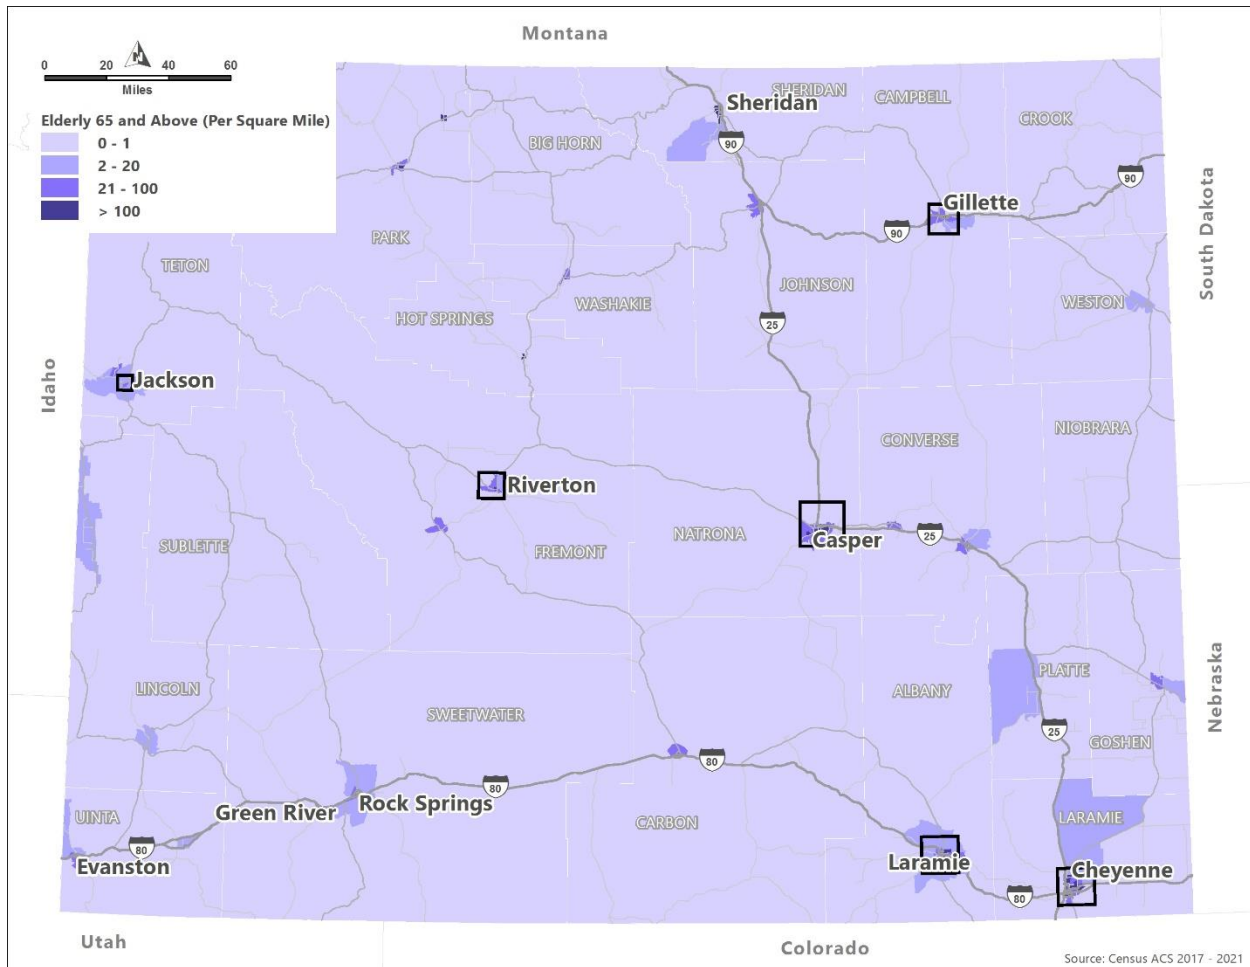 Montana
N
0 20 40 60
Miles
Elderly 65 and Above (Per Square Mile)
0 - 1
2 - 20
21 - 100
> 100
Sheridan
SHERIDAN
CAMPBELL
CROOK
BIG HORN
90
90
South Dakota
Gillette
90
PARK
TETON
JOHNSON
WESTON
HOT SPRINGS
WASHAKIE
25
Idaho
Jackson
NIOBRARA
CONVERSE
Riverton
NATRONA
25
Casper
SUBLETTE
FREMONT
Nebraska
PLATTE
LINCOLN
ALBANY
SWEETWATER
25
GOSHEN
80
80
Rock Springs
Green River
UINTA
CARBON
LARAMIE
80
Evanston
Laramie
Cheyenne
80
Utah
Colorado
Source: Census ACS 2017 - 2021